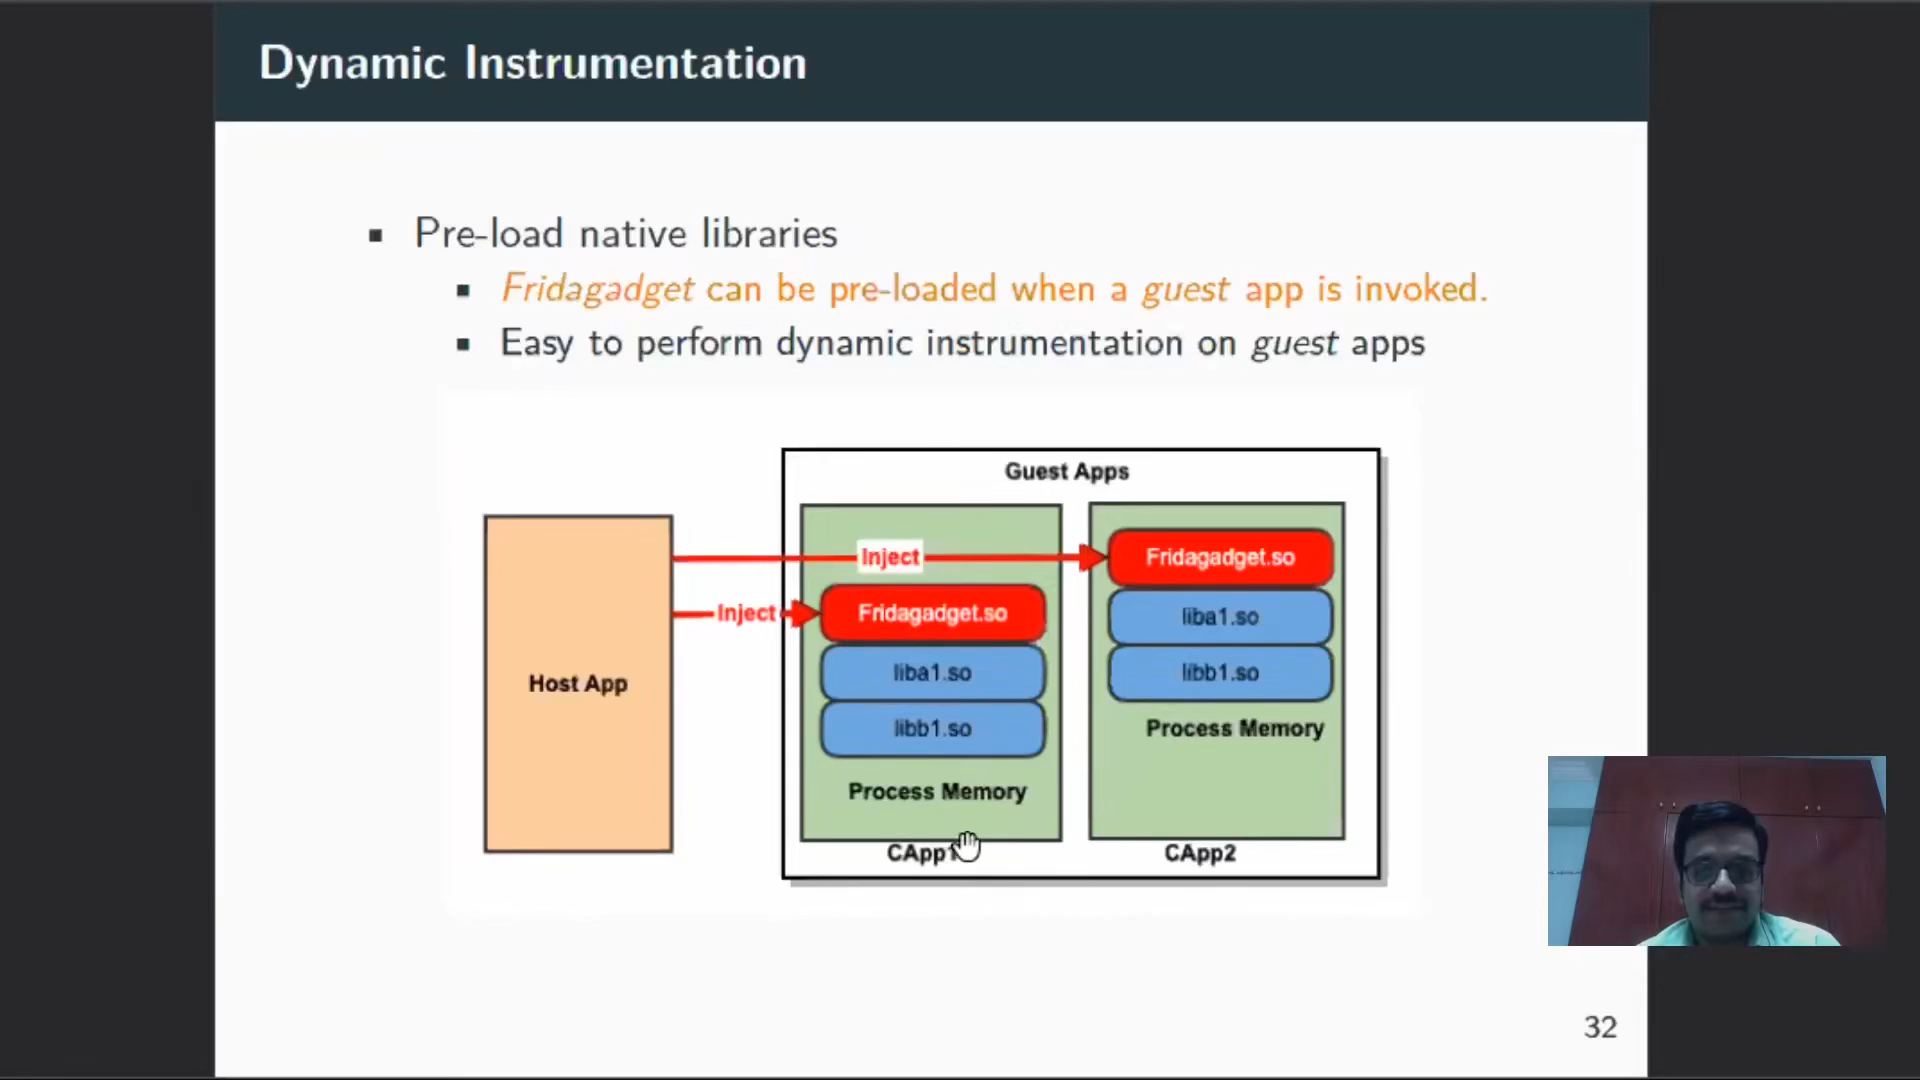 Dynamic Instrumentation
Pre-load native libraries
Fridagadget can be pre-loaded when a guest app is invoked.
Easy to perform dynamic instrumentation on guest apps
Guest Apps
Inject
Fridagadget.so
Inject
Fridagadget.so
liba1.so
Host App
liba1.so
libb1.so
libb1.so
Process Memory
Process Memory
CApp1
CApp2
32